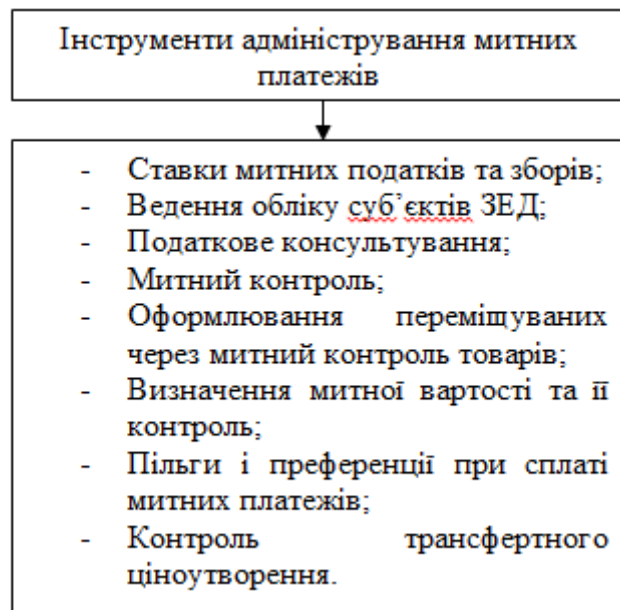 Інструменти адміністрування митних
платежів
- Ставки митних податків та зборів;
- Ведення обліку суб’єктів ЗЕД;
- Податкове консультування;
- Митний контроль;
- Оформлювання переміщуваних
через митний контроль товарів;
- Визначення митної вартості та її
контроль;
- Пільги і преференції при сплаті
митних платежів;
- Контроль трансфертного
ціноутворення.